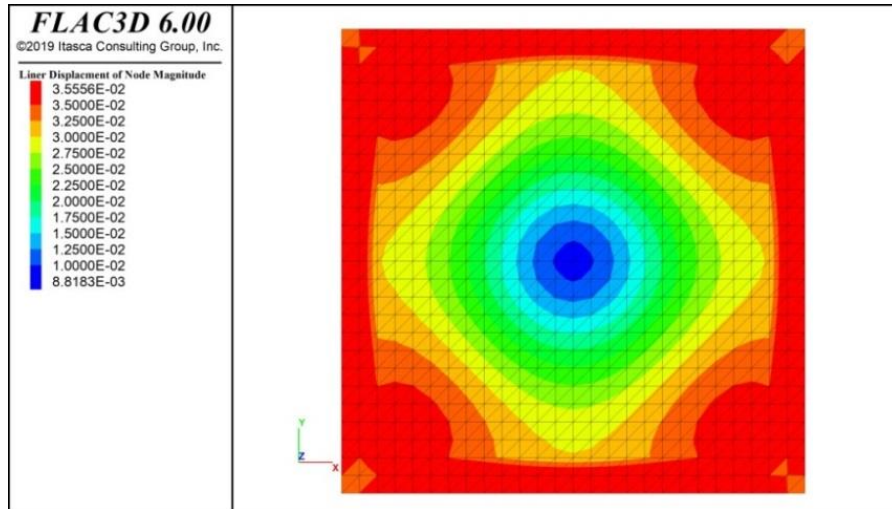 FLAC3D 6.00
©2019 Itasca Consulting Group, Inc.
Liner Displacment of Node Magnitude
3.5556E-02
3.5000E-02
3.2500E-02
3.0000E-02
2.7500E-02
2.5000E-02
2.2500E-02
2.0000E-02
1.7500E-02
1.5000E-02
1.2500E-02
1.0000E-02
8.8183E-03
Y
Z
X